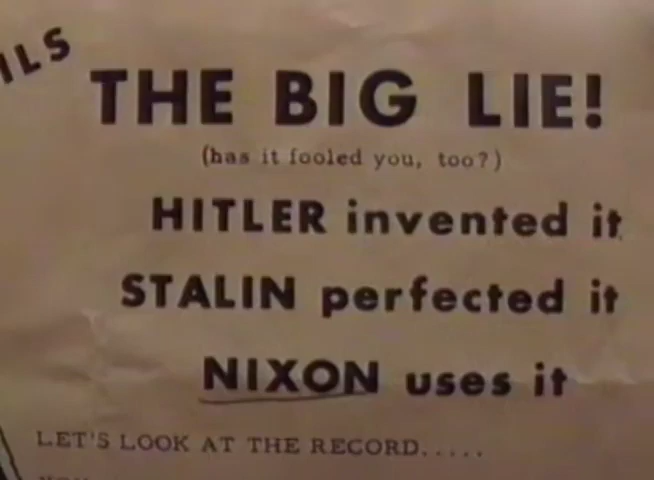 ILS
THE BIG LIE!
(has it fooled you, too?)
HITLER invented it
STALIN perfected it
NIXON uses it
LET'S LOOK AT THE RECORD.....